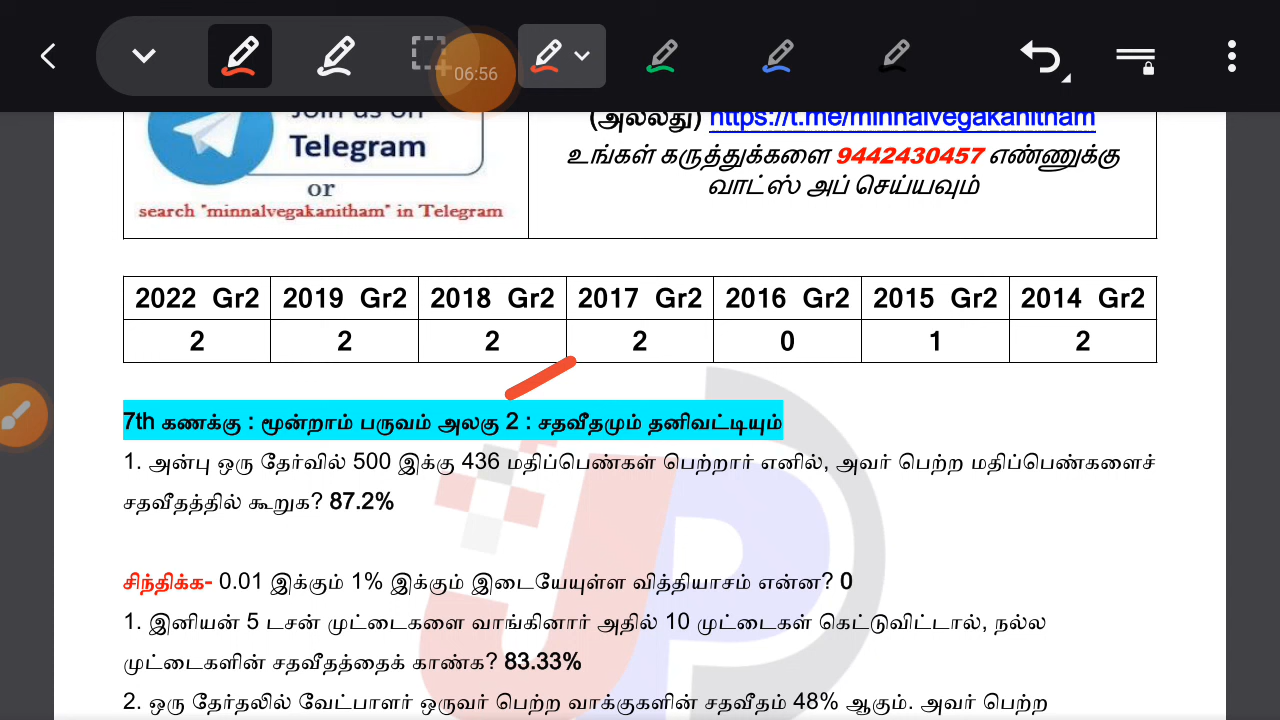 06:56
Join us on
Telegram
or
search "minnalvegakanitham" in Telegram
(அல்லது) https://t.me/minnalvegakanitham
உங்கள் கருத்துக்களை 9442430457 எண்ணுக்கு
வாட்ஸ் அப் செய்யவும்
2022 Gr2 2019 Gr2 2018 Gr2 2017 Gr2 2016 Gr2 2015 Gr2 2014 Gr2
2 2 2 2 0 1 2
7th கணக்கு : மூன்றாம் பருவம் அலகு 2 : சதவீதமும் தனிவட்டியும்
1. அன்பு ஒரு தேர்வில் 500 இக்கு 436 மதிப்பெண்கள் பெற்றார் எனில், அவர் பெற்ற மதிப்பெண்களைச்
சதவீதத்தில் கூறுக? 87.2%
சிந்திக்க- 0.01 இக்கும் 1% இக்கும் இடையேயுள்ள வித்தியாசம் என்ன? 0
1. இனியன் 5 டசன் முட்டைகளை வாங்கினார் அதில் 10 முட்டைகள் கெட்டுவிட்டால், நல்ல
முட்டைகளின் சதவீதத்தைக் காண்க? 83.33%
2. ஒரு தேர்தலில் வேட்பாளர் ஒருவர் பெற்ற வாக்குகளின் சதவீதம் 48% ஆகும். அவர் பெற்ற